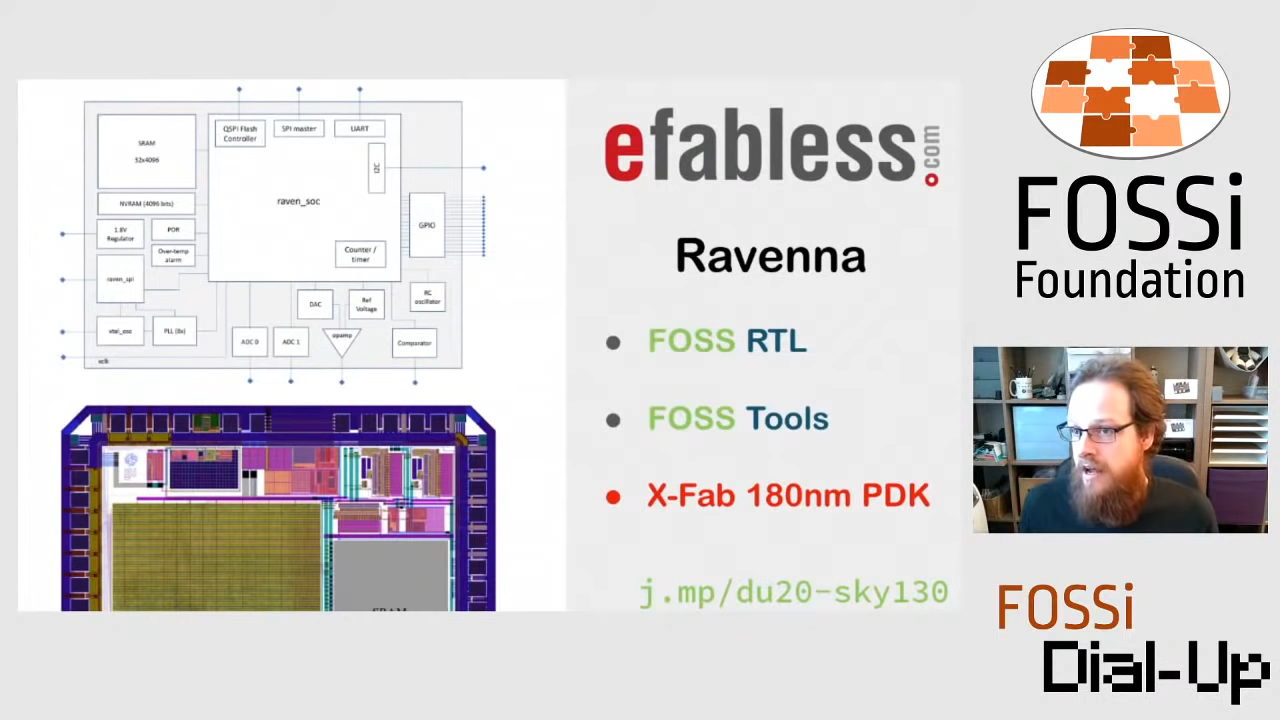 QSPI Flash
Controller
SPI master
UART
SRAM
32x4096
I2C
raven_soc
NVRAM (4096 bits)
1.8V
Regulator
POR
Over-temp
alarm
GPIO
Counter /
timer
raven_spi
DAC
Ref
Voltage
RC
oscillator
xtal_osc
PLL (8x)
ADC 0
ADC 1
opamp
Comparator
xclk
SRAM
efabless.com
Ravenna
● FOSS RTL
● FOSS Tools
● X-Fab 180nm PDK
j.mp/du20-sky130
FOSSi
Foundation
FOSSi
Dial-Up